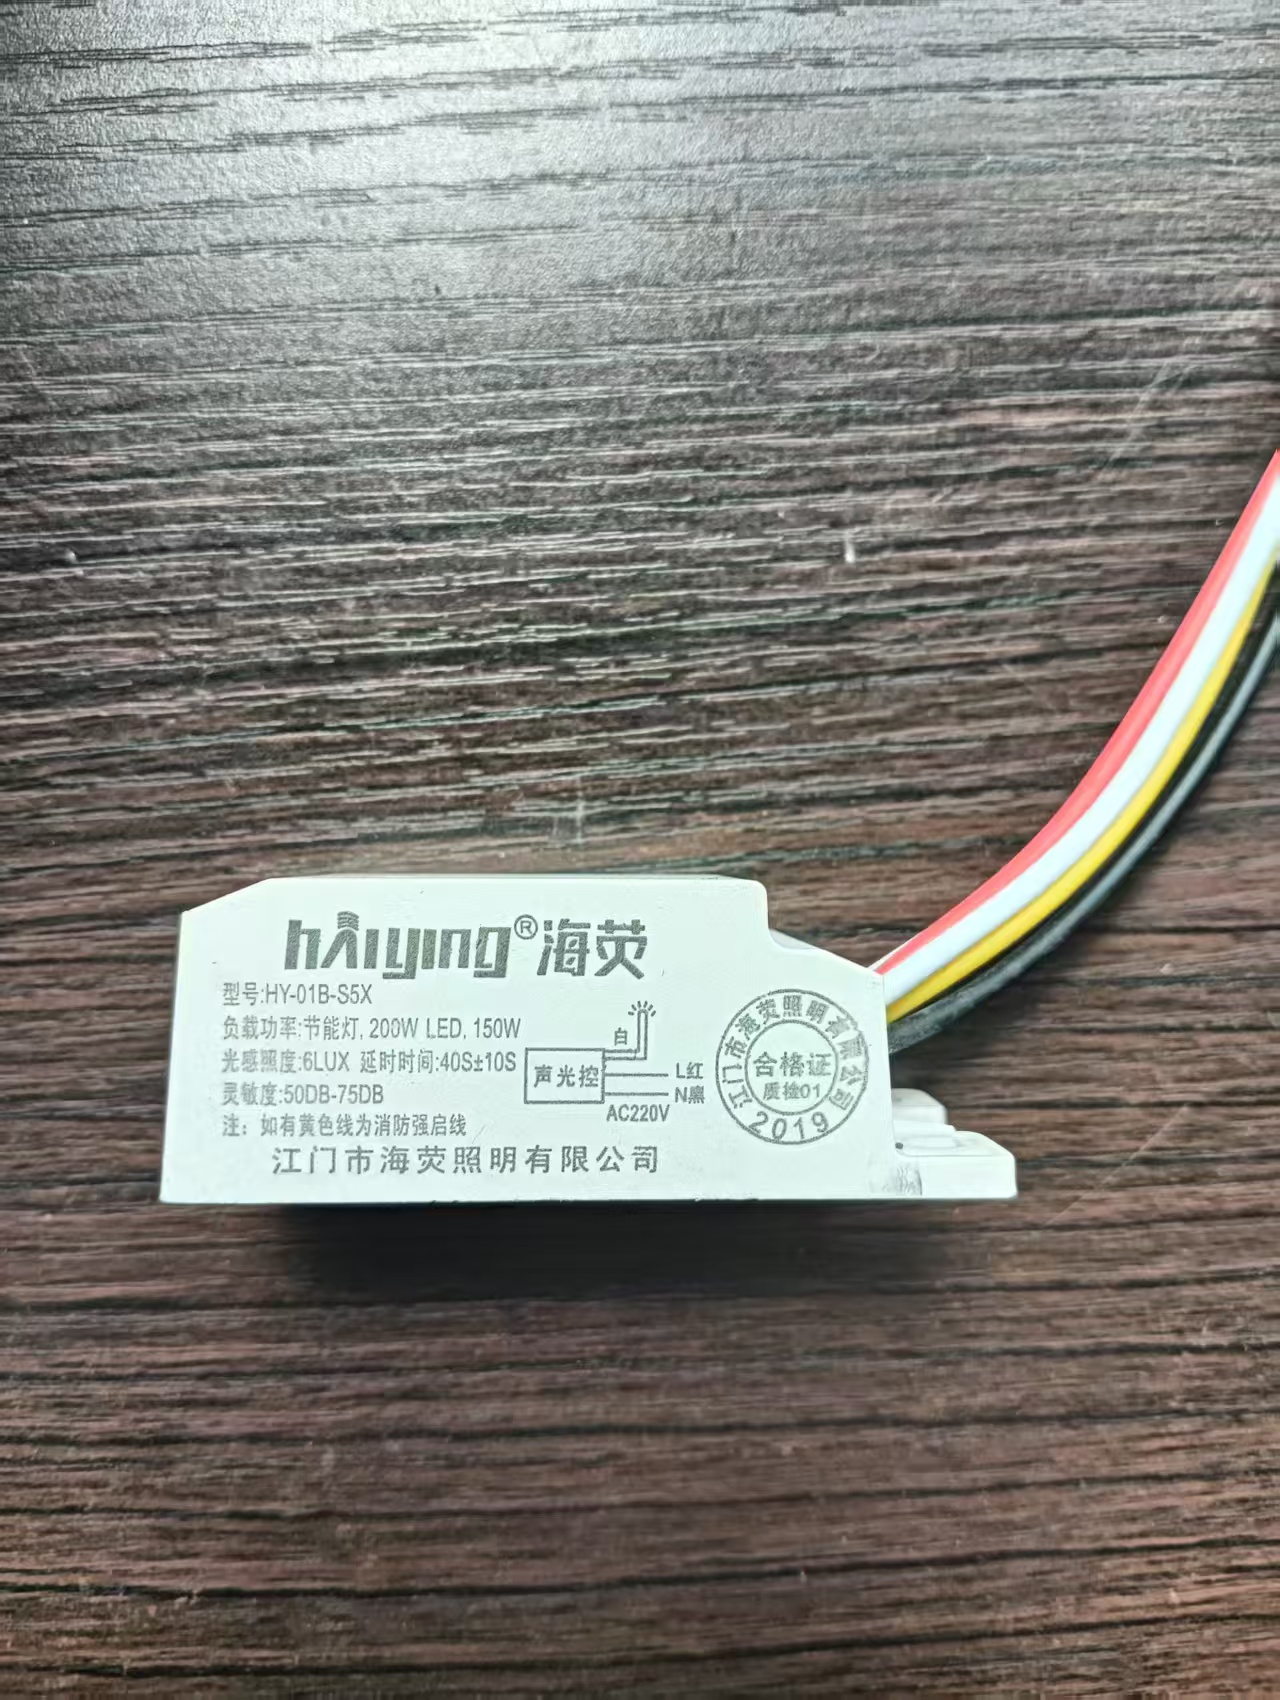 haiying®海荧
型号:HY-01B-S5X
负载功率:节能灯, 200W LED, 150W
光感照度:6LUX 延时时间:40S±10S
灵敏度:50DB-75DB
注：如有黄色线为消防强启线
江门市海荧照明有限公司
白
声光控
L红
N黑
AC220V
江门市海荧照明有限公司
合格证
质检01
2019